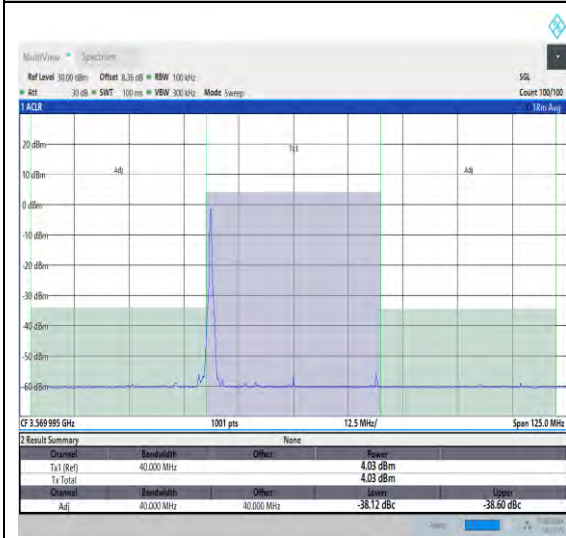 MultiView Spectrum
Ref Level 30.00 dBm Offset 8.36 dB RBW 100 kHz SGL
Att 30 dB SWT 100 ms VBW 300 kHz Mode Sweep Count 100/100
1 ACLR 1Rm Avg
20 dBm
Tx1
10 dBm Adj Adj
0 dBm
-10 dBm
-20 dBm
-30 dBm
-40 dBm
-50 dBm
-60 dBm
CF 3.569 995 GHz 1001 pts 12.5 MHz/ Span 125.0 MHz
2 Result Summary None
Channel Bandwidth Offset Power
Tx1 (Ref) 40.000 MHz 4.03 dBm
Tx Total 4.03 dBm
Channel Bandwidth Offset Lower Upper
Adj 40.000 MHz 40.000 MHz -38.12 dBc -38.60 dBc